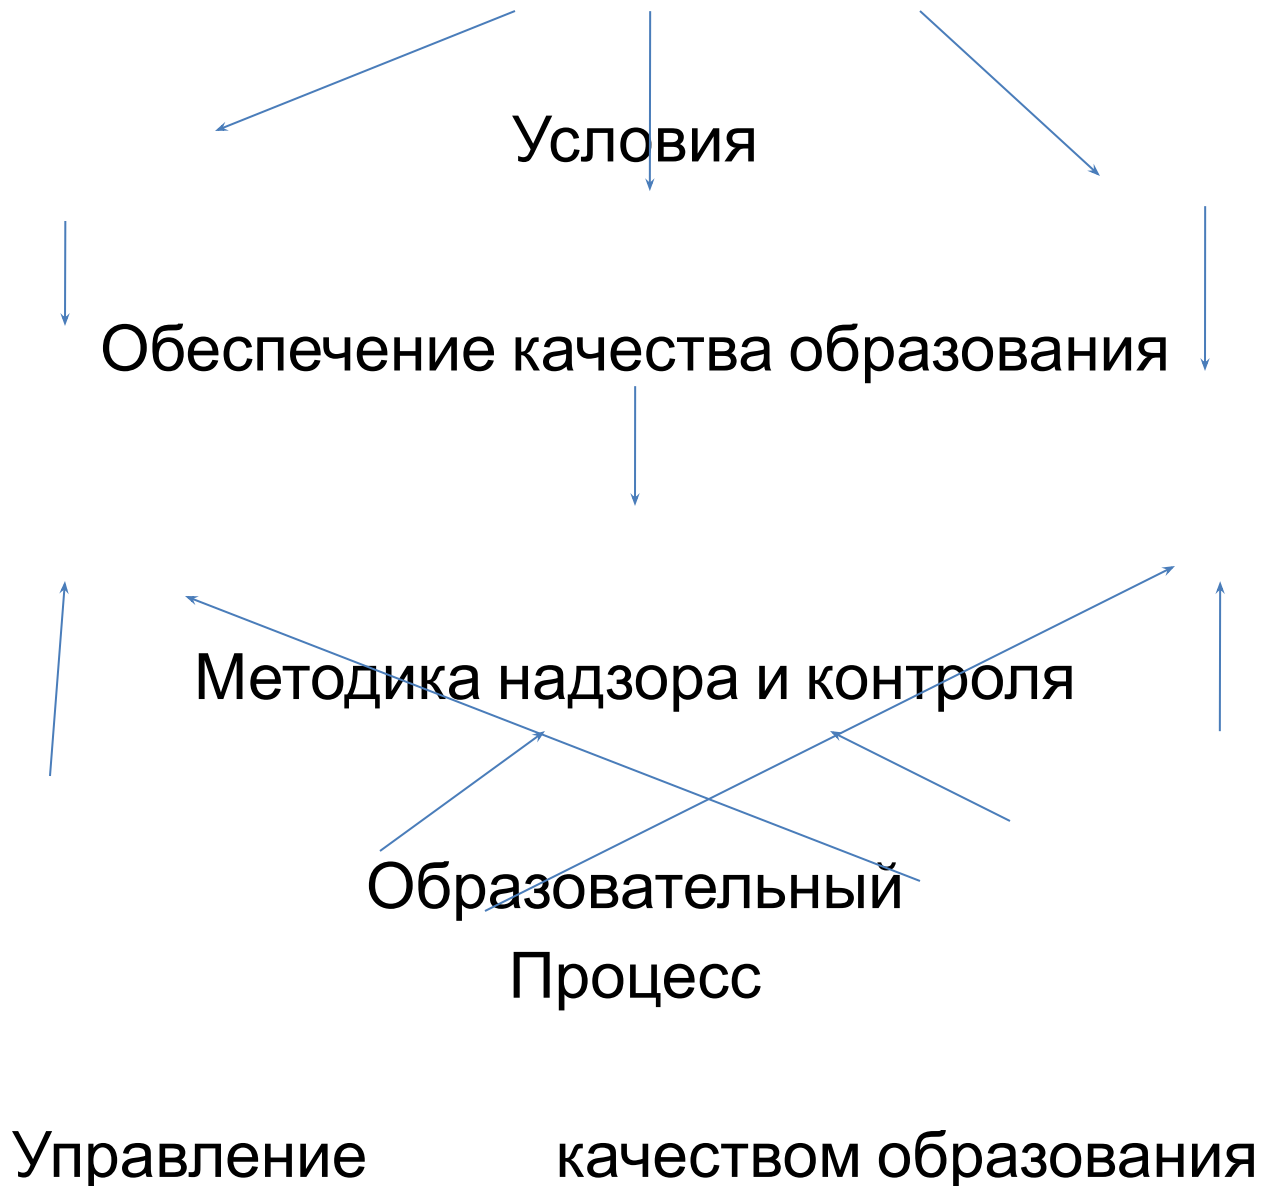 Условия
Обеспечение качества образования
Методика надзора и контроля
Образовательный
Процесс
Управление качеством образования